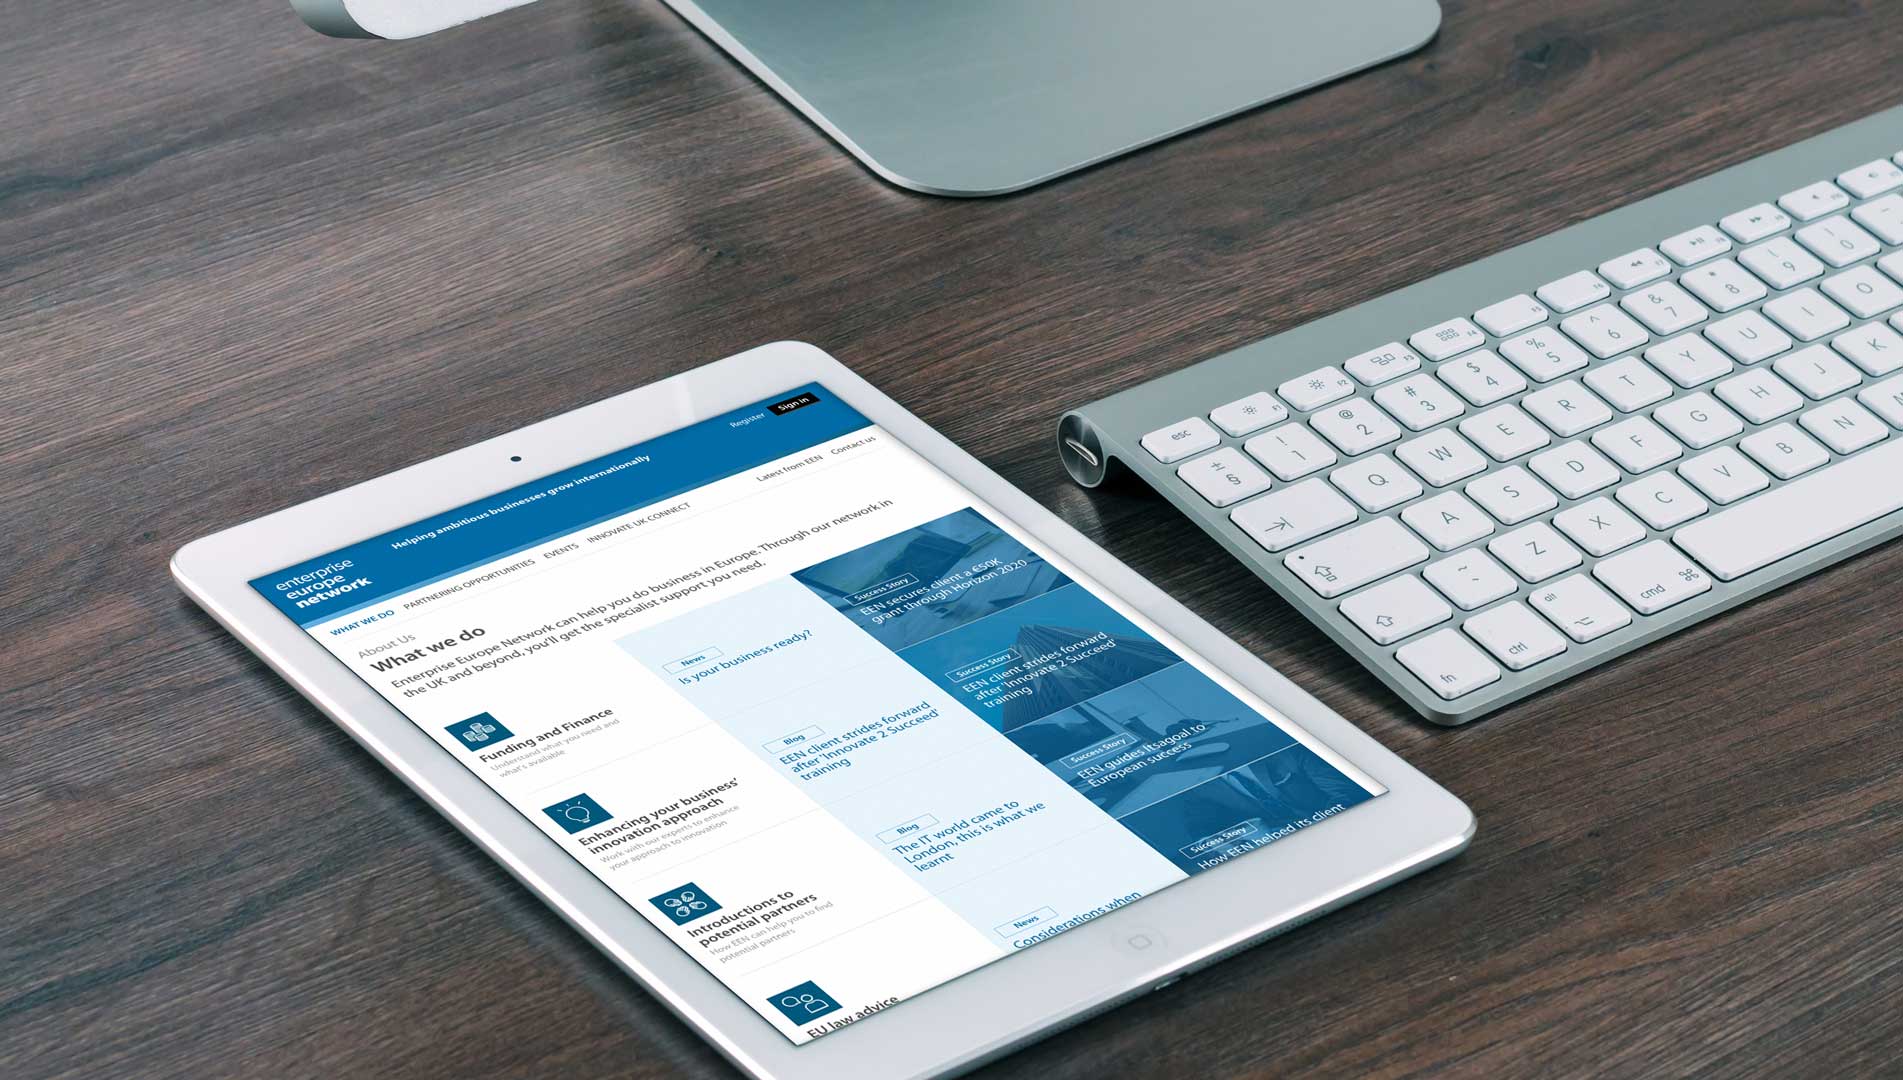 Register Sign in
enterprise
europe
network
Helping ambitious businesses grow internationally
WHAT WE DO PARTNERING OPPORTUNITIES EVENTS INNOVATE UK CONNECT Latest from EEN Contact us
About Us
What we do
Enterprise Europe Network can help you do business in Europe. Through our network in
the UK and beyond, you'll get the specialist support you need.
Funding and Finance
Understand what you need and
what's available
Enhancing your business'
innovation approach
Work with our experts to enhance
your approach to innovation
Introductions to
potential partners
How EEN can help you to find
potential partners
EU law advice
News
Is your business ready?
Blog
EEN client strides forward
after 'Innovate 2 Succeed'
training
Blog
The IT world came to
London, this is what we
learnt
News
Considerations when
Success Story
EEN secures client a €50K
grant through Horizon 2020
Success Story
EEN client strides forward
after 'Innovate 2 Succeed'
training
Success Story
EEN guides Itsagoal to
European success
Success Story
How EEN helped its client
esc F1 F2 F3 F4 F5 F6 F7 F8
± § ! 1 @ 2 # 3 $ 4 % 5 ^ 6 & 7 * 8 ( 9 ) 0
Q W E R T Y U I O
A S D F G H J K
~ ` Z X C V B N
fn ctrl alt cmd